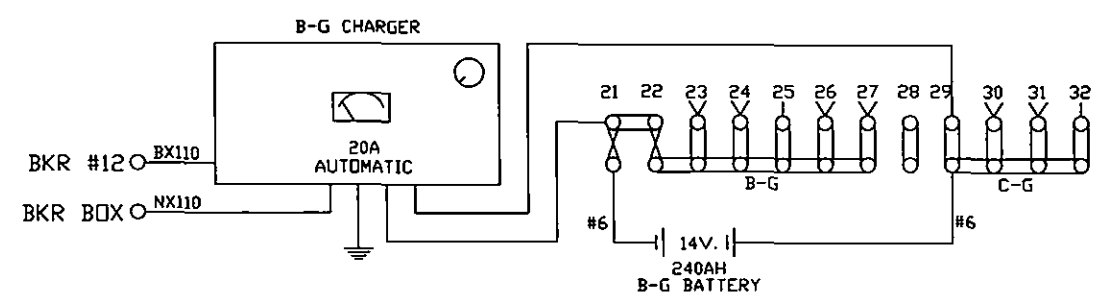 B-G CHARGER
21 22 23 24 25 26 27 28 29 30 31 32
20A
AUTOMATIC
BKR #12 BX110
BKR BOX NX110
B-G
C-G
#6
14V.
#6
240AH
B-G BATTERY